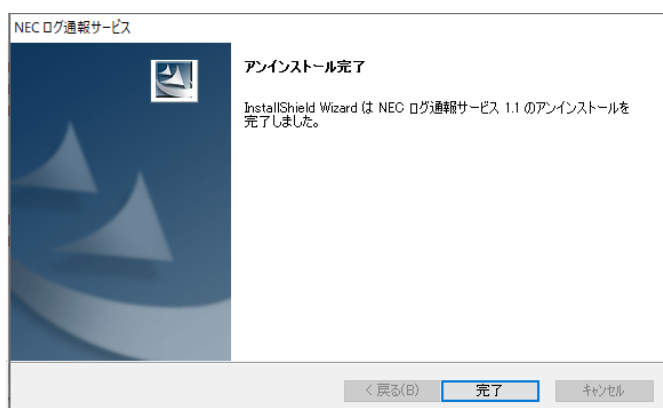 NEC ログ通報サービス
アンインストール完了
InstallShield Wizard は NEC ログ通報サービス 1.1 のアンインストールを
完了しました。
< 戻る(B)
完了
キャンセル